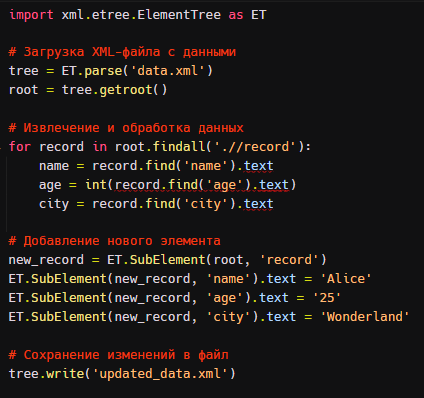 import xml.etree.ElementTree as ET
# Загрузка XML-файла с данными
tree = ET.parse('data.xml')
root = tree.getroot()
# Извлечение и обработка данных
for record in root.findall('.//record'):
    name = record.find('name').text
    age = int(record.find('age').text)
    city = record.find('city').text
# Добавление нового элемента
new_record = ET.SubElement(root, 'record')
ET.SubElement(new_record, 'name').text = 'Alice'
ET.SubElement(new_record, 'age').text = '25'
ET.SubElement(new_record, 'city').text = 'Wonderland'
# Сохранение изменений в файл
tree.write('updated_data.xml')